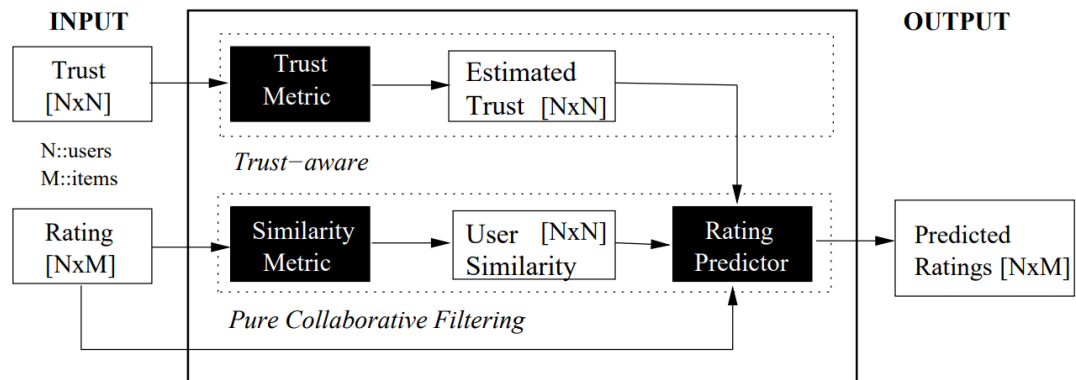 INPUT
OUTPUT
Trust
[NxN]
Trust
Metric
Estimated
Trust [NxN]
N::users
M::items
Trust−aware
Rating
[NxM]
Similarity
Metric
User [NxN]
Similarity
Rating
Predictor
Predicted
Ratings [NxM]
Pure Collaborative Filtering